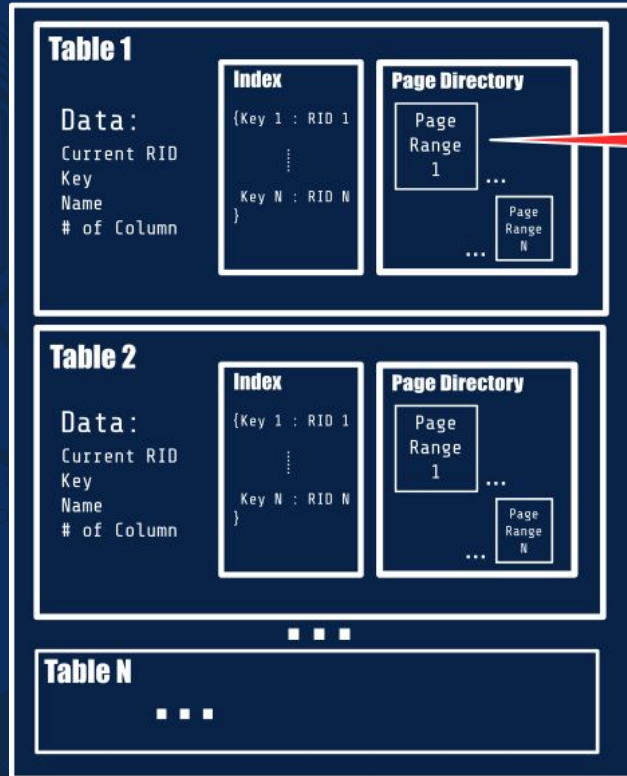 Table 1
Data:
Current RID
Key
Name
# of Column
Index
{Key 1 : RID 1
Key N : RID N
}
Page Directory
Page
Range
1
...
...
Page
Range
N
Table 2
Data:
Current RID
Key
Name
# of Column
Index
{Key 1 : RID 1
Key N : RID N
}
Page Directory
Page
Range
1
...
...
Page
Range
N
...
Table N
...